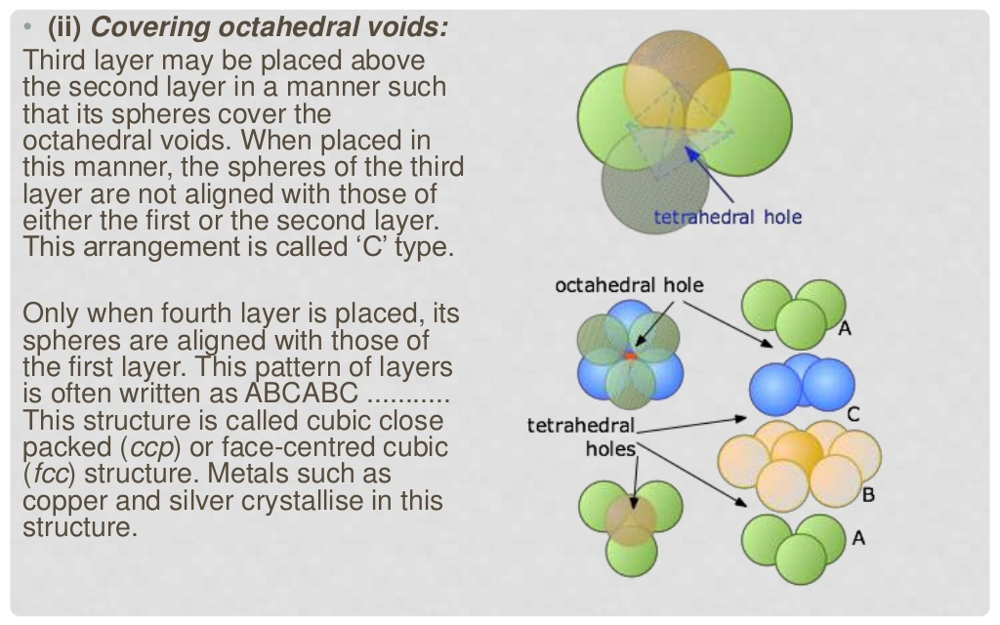 • (ii) Covering octahedral voids:
Third layer may be placed above
the second layer in a manner such
that its spheres cover the
octahedral voids. When placed in
this manner, the spheres of the third
layer are not aligned with those of
either the first or the second layer.
This arrangement is called ‘C’ type.
Only when fourth layer is placed, its
spheres are aligned with those of
the first layer. This pattern of layers
is often written as ABCABC ...........
This structure is called cubic close
packed (ccp) or face-centred cubic
(fcc) structure. Metals such as
copper and silver crystallise in this
structure.
tetrahedral hole
octahedral hole
A
C
tetrahedral
holes
B
A